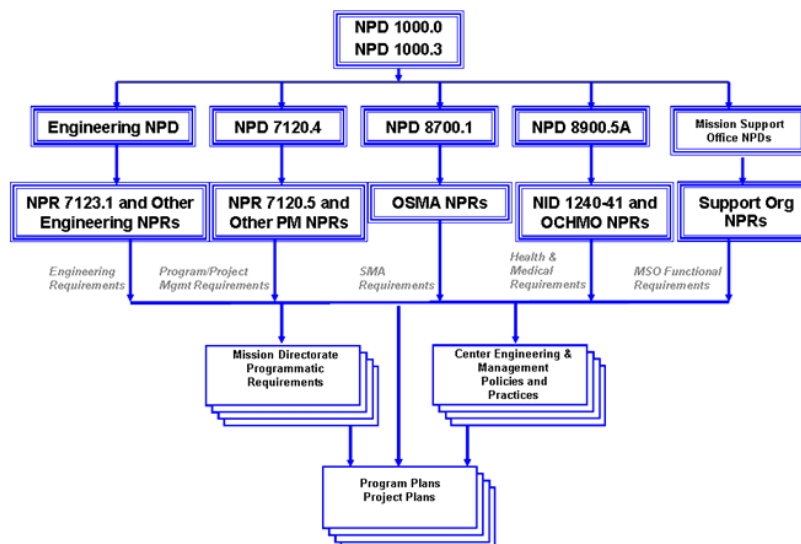 NPD 1000.0
NPD 1000.3
Engineering NPD
NPD 7120.4
NPD 8700.1
NPD 8900.5A
Mission Support
Office NPDs
NPR 7123.1 and Other
Engineering NPRs
NPR 7120.5 and
Other PM NPRs
OSMA NPRs
NID 1240-41 and
OCHMO NPRs
Support Org
NPRs
Engineering
Requirements
Program/Project
Mgmt Requirements
SMA
Requirements
Health &
Medical
Requirements
MSO Functional
Requirements
Mission Directorate
Programmatic
Requirements
Center Engineering &
Management
Policies and
Practices
Program Plans
Project Plans